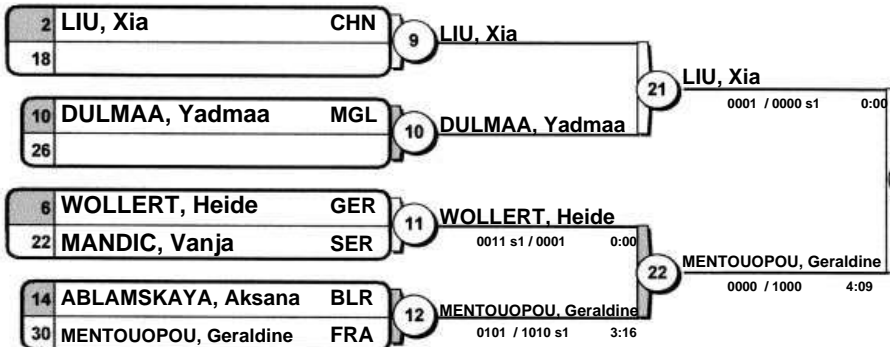 2 LIU, Xia CHN
18
10 DULMAA, Yadmaa MGL
26
6 WOLLERT, Heide GER
22 MANDIC, Vanja SER
14 ABLAMSKAYA, Aksana BLR
30 MENTOUOPOU, Geraldine FRA
9 LIU, Xia
10 DULMAA, Yadmaa
11 WOLLERT, Heide
0011 s1 / 0001 0:00
12 MENTOUOPOU, Geraldine
0101 / 1010 s1 3:16
21 LIU, Xia
0001 / 0000 s1 0:00
22 MENTOUOPOU, Geraldine
0000 / 1000 4:09